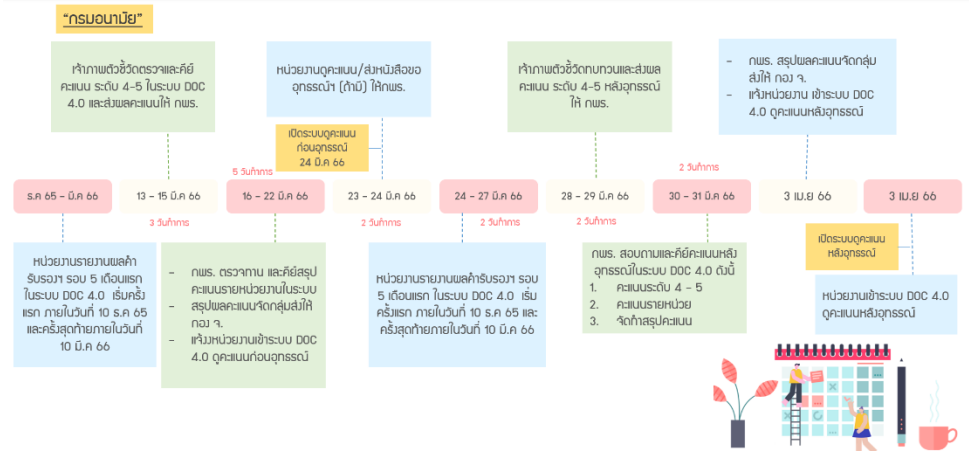 “กรมอนามัย”
เจ้าภาพตัวชี้วัดตรวจและคีย์
คะแนน ระดับ 4-5 ในระบบ DOC
4.0 และส่งผลคะแนนให้ กพร.
หน่วยงานดูคะแนน/ส่งหนังสือขอ
อุทธรณ์ฯ (ถ้ามี) ให้กพร.
เจ้าภาพตัวชี้วัดทบทวนและส่งผล
คะแนน ระดับ 4-5 หลังอุทธรณ์
ให้ กพร.
- กพร. สรุปผลคะแนนจัดกลุ่ม
ส่งให้ กอง จ.
- แจ้งหน่วยงาน เข้าระบบ DOC
4.0 ดูคะแนนหลังอุทธรณ์
เปิดระบบดูคะแนน
ก่อนอุทธรณ์
24 มี.ค 66
5 วันทำการ
2 วันทำการ
ธ.ค 65 - มี.ค 66
13 - 15 มี.ค 66
16 - 22 มี.ค 66
23 - 24 มี.ค 66
24 - 27 มี.ค 66
28 - 29 มี.ค 66
30 - 31 มี.ค 66
3 เม.ย 66
3 เม.ย 66
3 วันทำการ
2 วันทำการ
2 วันทำการ
2 วันทำการ
หน่วยงานรายงานผลคำ
รับรองฯ รอบ 5 เดือนแรก
ในระบบ DOC 4.0 เริ่มครั้ง
แรก ภายในวันที่ 10 ธ.ค 65
และครั้งสุดท้ายภายในวันที่
10 มี.ค 66
- กพร. ตรวจทาน และคีย์สรุป
คะแนนรายหน่วยงานในระบบ
- สรุปผลคะแนนจัดกลุ่มส่งให้
กอง จ.
- แจ้งหน่วยงานเข้าระบบ DOC
4.0 ดูคะแนนก่อนอุทธรณ์
หน่วยงานรายงานผลคำรับรองฯ รอบ
5 เดือนแรก ในระบบ DOC 4.0 เริ่ม
ครั้งแรก ภายในวันที่ 10 ธ.ค 65 และ
ครั้งสุดท้ายภายในวันที่ 10 มี.ค 66
กพร. สอบถามและคีย์คะแนนหลัง
อุทธรณ์ในระบบ DOC 4.0 ดังนี้
1. คะแนนระดับ 4 - 5
2. คะแนนรายหน่วย
3. จัดทำสรุปคะแนน
เปิดระบบดูคะแนน
หลังอุทธรณ์
หน่วยงานเข้าระบบ DOC 4.0
ดูคะแนนหลังอุทธรณ์